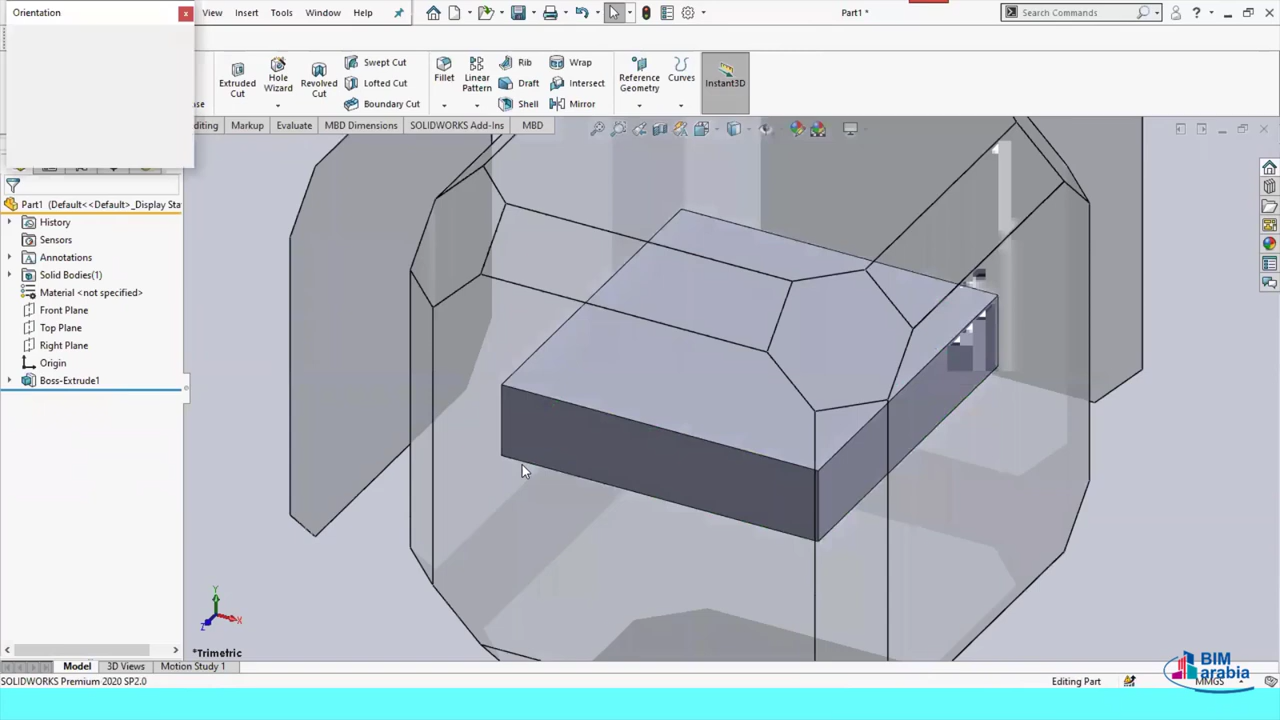 Orientation
View Insert Tools Window Help
Part1 *
Search Commands
Extruded Cut
Hole Wizard
Revolved Cut
Swept Cut
Lofted Cut
Boundary Cut
Fillet
Linear Pattern
Rib
Draft
Shell
Wrap
Intersect
Mirror
Reference Geometry
Curves
Instant3D
Markup Evaluate MBD Dimensions SOLIDWORKS Add-Ins MBD
Part1 (Default<<Default>_Display Sta
History
Sensors
Annotations
Solid Bodies(1)
Material <not specified>
Front Plane
Top Plane
Right Plane
Origin
Boss-Extrude1
Y
X
Z
*Trimetric
Model 3D Views Motion Study 1
SOLIDWORKS Premium 2020 SP2.0
Editing Part
MMGS
BIM
arabia